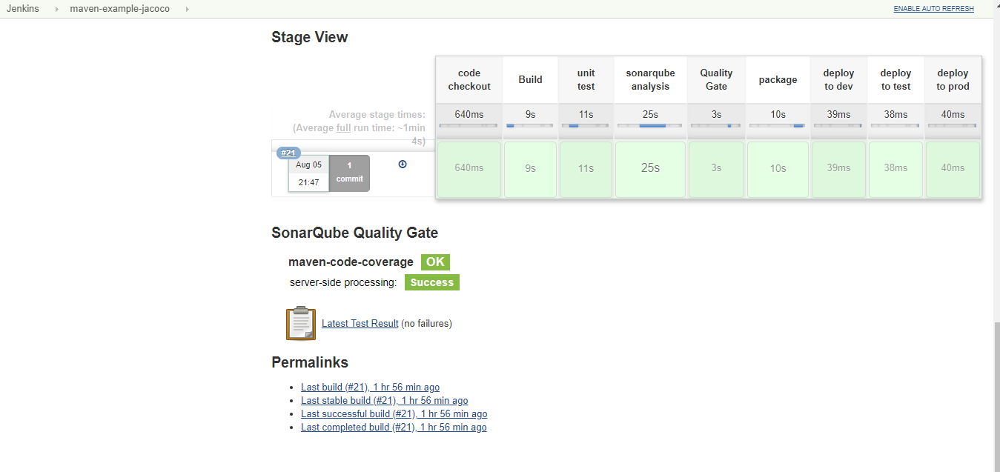 Jenkins
maven-example-jacoco
ENABLE AUTO REFRESH
Stage View
code checkout
Build
unit test
sonarqube analysis
Quality Gate
package
deploy to dev
deploy to test
deploy to prod
Average stage times:
(Average full run time: ~1min
4s)
640ms
9s
11s
25s
3s
10s
39ms
38ms
40ms
#21
Aug 05
21:47
1
commit
640ms
9s
11s
25s
3s
10s
39ms
38ms
40ms
SonarQube Quality Gate
maven-code-coverage OK
server-side processing: Success
Latest Test Result (no failures)
Permalinks
Last build (#21), 1 hr 56 min ago
Last stable build (#21), 1 hr 56 min ago
Last successful build (#21), 1 hr 56 min ago
Last completed build (#21), 1 hr 56 min ago